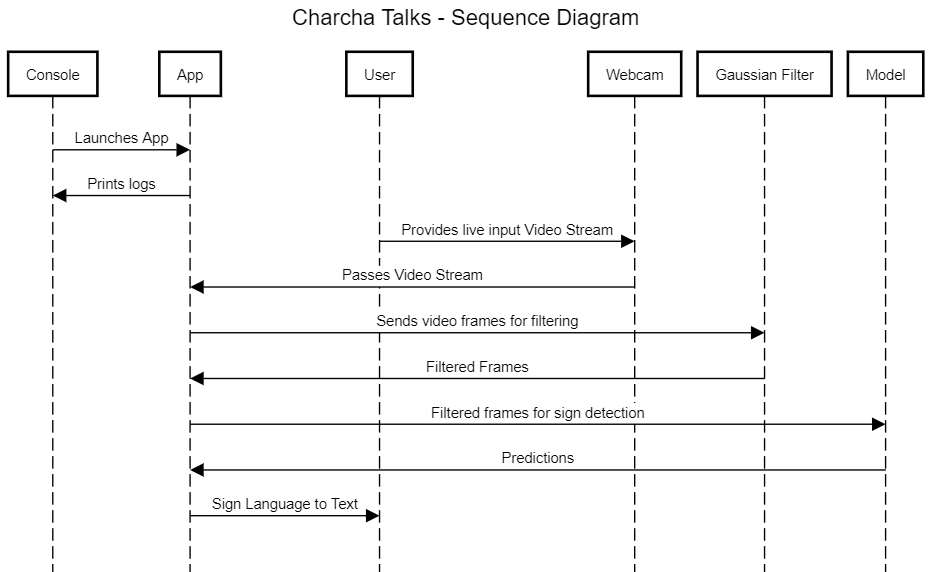 Charcha Talks - Sequence Diagram
Console
App
User
Webcam
Gaussian Filter
Model
Launches App
Prints logs
Provides live input Video Stream
Passes Video Stream
Sends video frames for filtering
Filtered Frames
Filtered frames for sign detection
Predictions
Sign Language to Text